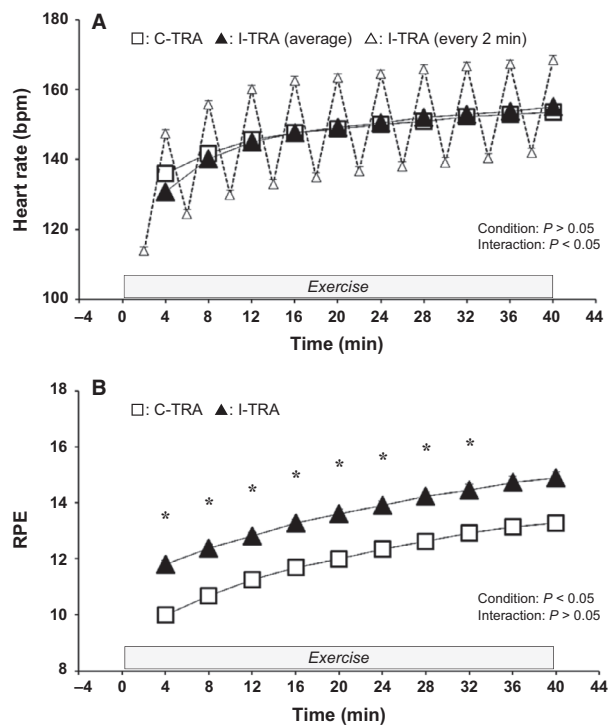 A
□: C-TRA ▲: I-TRA (average) △: I-TRA (every 2 min)
180
160
140
120
100
Heart rate (bpm)
Condition: P > 0.05
Interaction: P < 0.05
Exercise
–4 0 4 8 12 16 20 24 28 32 36 40 44
Time (min)
B
□: C-TRA ▲: I-TRA
18
16
14
12
10
8
RPE
* * * * * * * *
Condition: P < 0.05
Interaction: P > 0.05
Exercise
–4 0 4 8 12 16 20 24 28 32 36 40 44
Time (min)